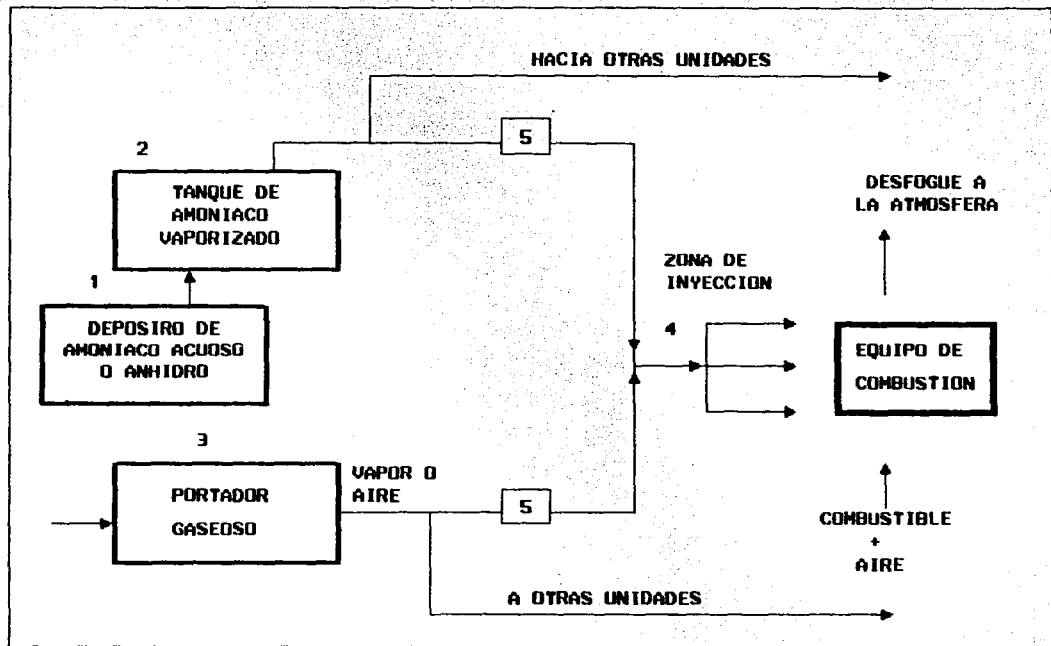 HACIA OTRAS UNIDADES
5
2
TANQUE DE
AMONIACO
VAPORIZADO
DESFOGUE A
LA ATMOSFERA
ZONA DE
INYECCION
1
4
DEPOSIRO DE
AMONIACO ACUOSO
O ANHIDRO
EQUIPO DE
COMBUSTION
3
PORTADOR
GASEOSO
VAPOR O
AIRE
5
COMBUSTIBLE
+
AIRE
A OTRAS UNIDADES